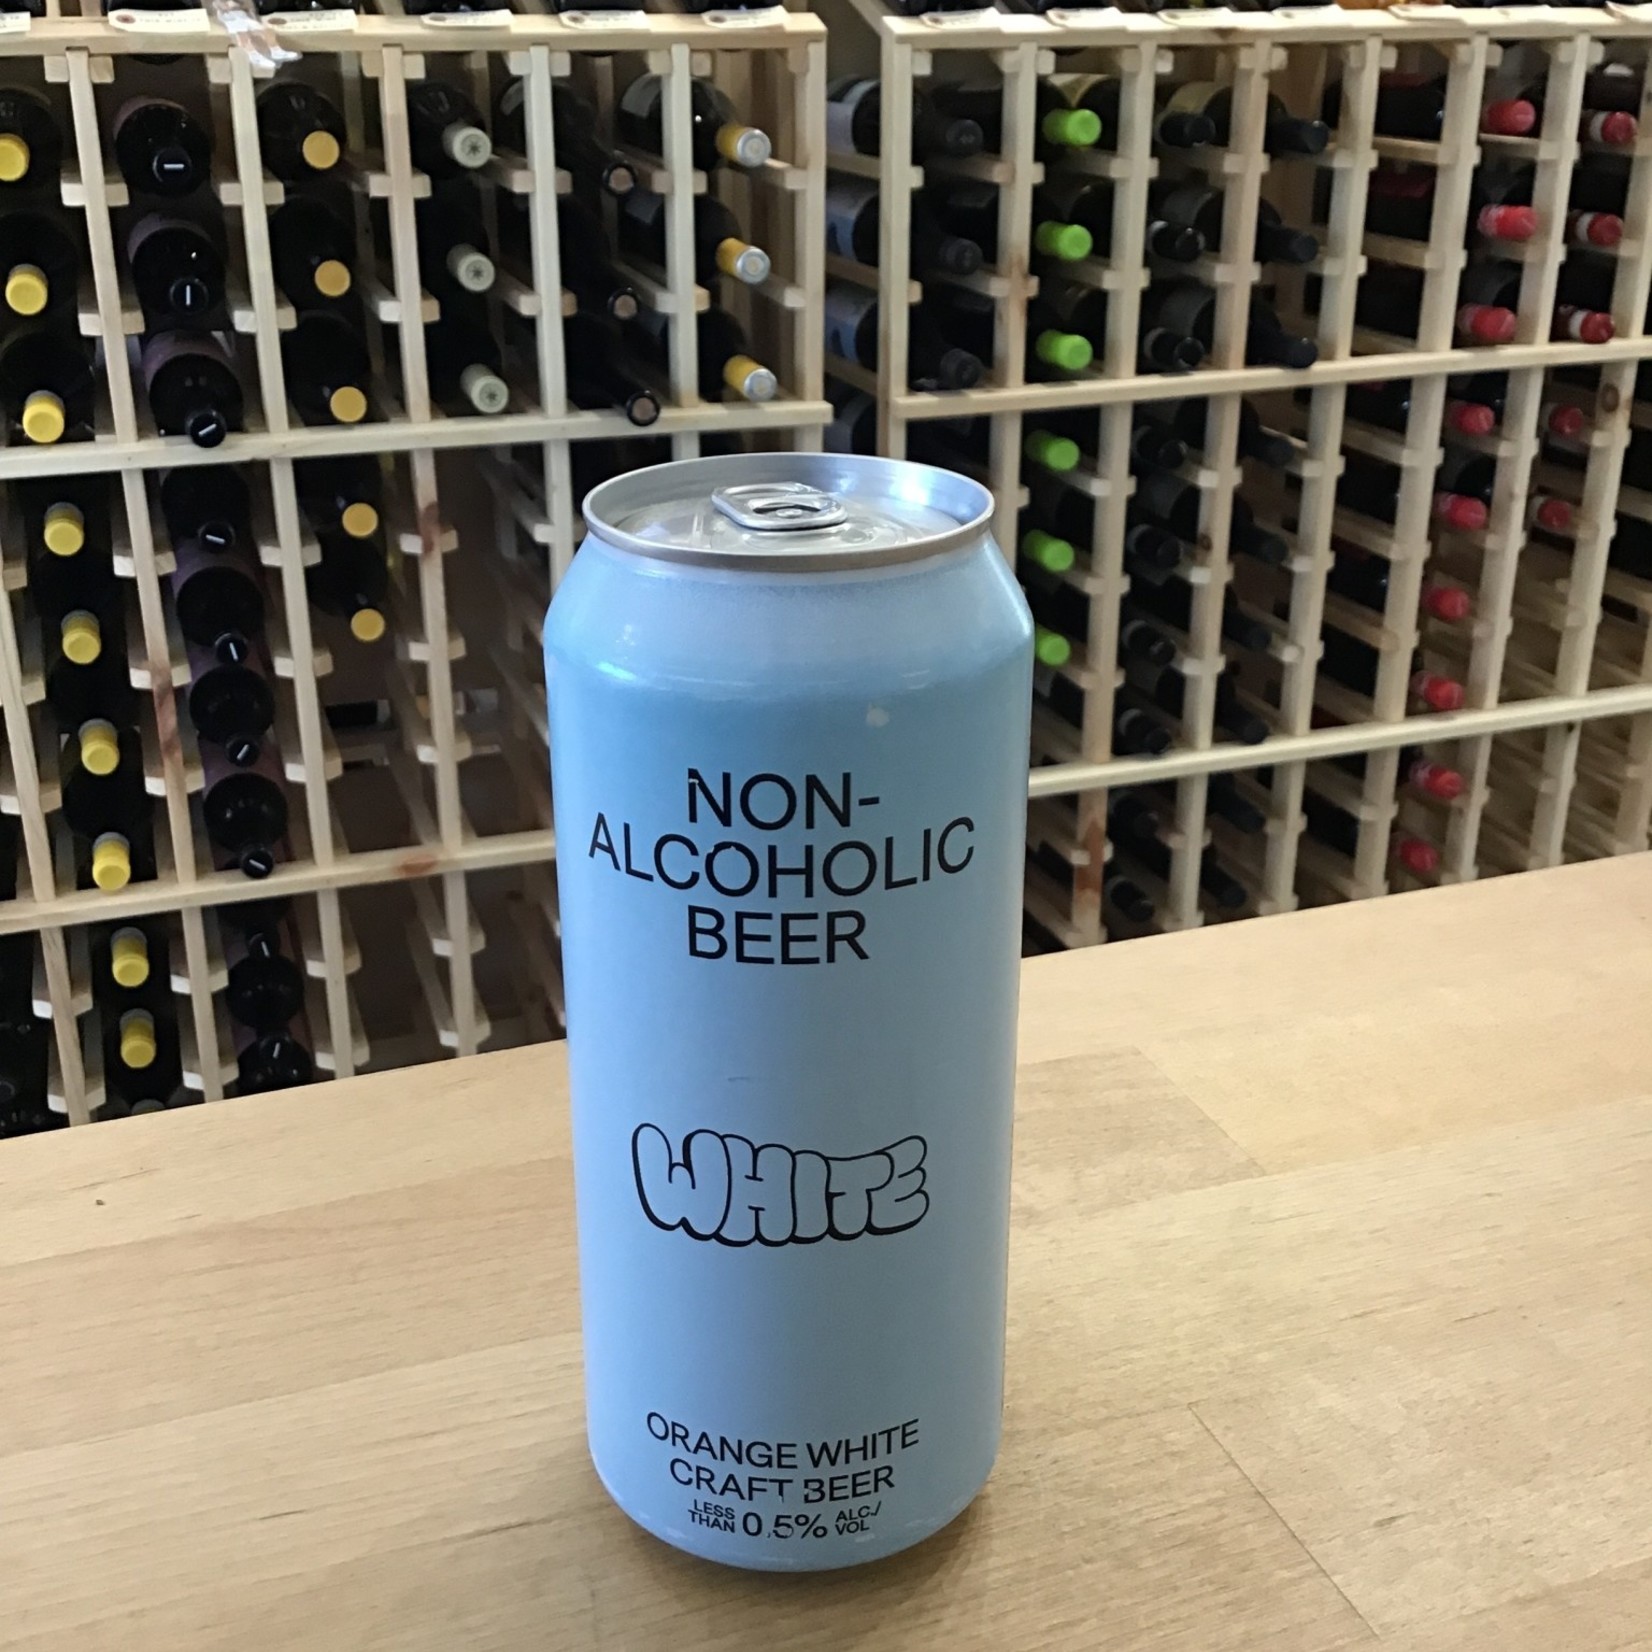 NON-
ALCOHOLIC
BEER
WHITE
ORANGE WHITE
CRAFT BEER
LESS THAN 0.5% ALC./VOL